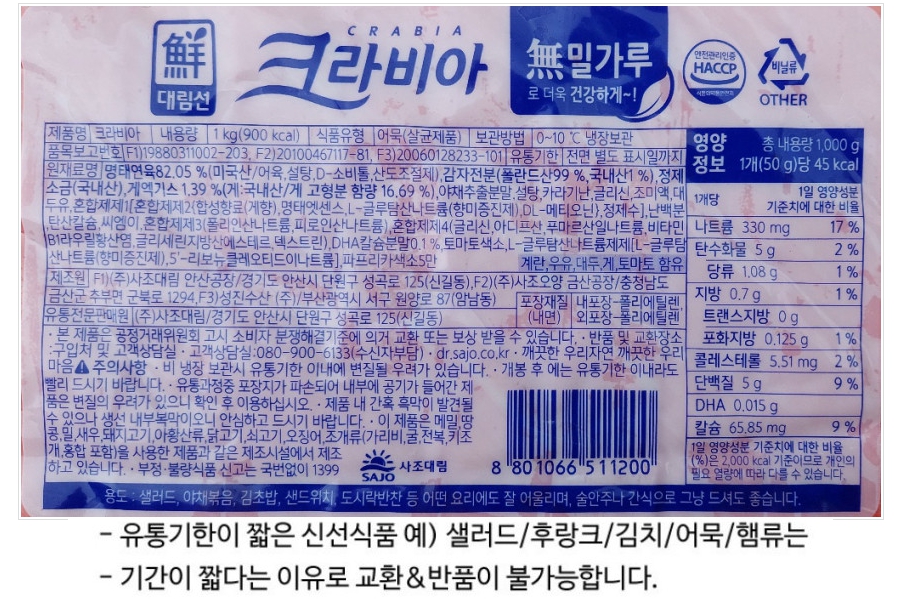 CRABIA
鮮
대림선
크라비아
無밀가루
로 더욱 건강하게~!
안전관리인증
HACCP
비닐류
OTHER
제품명 크라비아 내용량 1kg(900 kcal) 식품유형 어묵(살균제품) 보관방법 0~10 ℃ 냉장보관
품목보고번호 F1)19880311002-203, F2)20100467117-81, F3)20060128233-101 유통기한 전면 별도 표시일까지
원재료명 명태연육82.05 %(미국산/어육,설탕,D-소비톨,산도조절제),감자전분(폴란드산99 %,국내산1 %),정제
소금(국내산),게엑기스 1.39 %(게:국내산/게 고형분 함량 16.69 %),야채추출분말,설탕,카라기난,글리신,조미액,대
두유,혼합제제1[혼합제제2{합성향료(게향),명태엣센스,L-글루탐산나트륨(향미증진제),DL-메티오닌},정제수],난백분
탄산칼슘,씨엠이,혼합제제3(폴리인산나트륨,피로인산나트륨),혼합제제4(글리신,아디프산,푸마르산일나트륨,비타민
B1라우릴황산염,글리세린지방산에스테르,덱스트린),DHA칼슘분말0.1 %,토마토색소,L-글루탐산나트륨제제[L-글루탐
산나트륨(향미증진제),5'-리보뉴클레오티드이나트륨],파프리카색소5만 계란,우유,대두,게,토마토 함유
제조원 F1)(주)사조대림 안산공장/경기도 안산시 단원구 성곡로 125(신길동),F2)(주)사조오양 금산공장/충청남도
금산군 추부면 군북로 1294,F3)성진수산 (주)/부산광역시 서구 원양로 87(암남동) 포장재질 내포장-폴리에틸렌
유통전문판매원 (주)사조대림/경기도 안산시 단원구 성곡로 125(신길동) (내면) 외포장-폴리에틸렌
· 본 제품은 공정거래위원회 고시 소비자 분쟁해결기준에 의거 교환 또는 보상 받을 수 있습니다. · 반품 및 교환장소
:구입처 및 고객상담실 · 고객상담실:080-900-6133(수신자부담) · dr.sajo.co.kr · 깨끗한 우리자연 깨끗한 우리
마음 ⚠ 주의사항 · 비 냉장 보관시 유통기한 이내에 변질될 우려가 있습니다. · 개봉 후 에는 유통기한 이내라도
빨리 드시기 바랍니다. · 유통과정중 포장지가 파손되어 내부에 공기가 들어간 제
품은 변질의 우려가 있으니 확인 후 이용하십시오. · 제품 내 간혹 흑막이 발견될
수 있으나 생선 내부복막이오니 안심하고 드시기 바랍니다. · 이 제품은 메밀,땅
콩,밀,새우,돼지고기,아황산류,닭고기,쇠고기,오징어,조개류(가리비,굴,전복,키조
개,홍합 포함)을 사용한 제품과 같은 제조시설에서 제조
하고 있습니다. · 부정·불량식품 신고는 국번없이 1399
SAJO 사조대림
8 801066 511200
영양정보 총 내용량 1,000 g
1개(50 g)당 45 kcal
1개당 1일 영양성분 기준치에 대한 비율
나트륨 330 mg 17 %
탄수화물 5 g 2 %
당류 1.08 g 1 %
지방 0.7 g 1 %
트랜스지방 0 g
포화지방 0.125 g 1 %
콜레스테롤 5.51 mg 2 %
단백질 5 g 9 %
DHA 0.015 g
칼슘 65.85 mg 9 %
1일 영양성분 기준치에 대한 비율
(%)은 2,000 kcal 기준이므로 개인의
필요 열량에 따라 다를 수 있습니다.
용도 : 샐러드, 야채볶음, 김초밥, 샌드위치, 도시락반찬 등 어떤 요리에도 잘 어울리며, 술안주나 간식으로 그냥 드셔도 좋습니다.
- 유통기한이 짧은 신선식품 예) 샐러드/후랑크/김치/어묵/햄류는
- 기간이 짧다는 이유로 교환&반품이 불가능합니다.